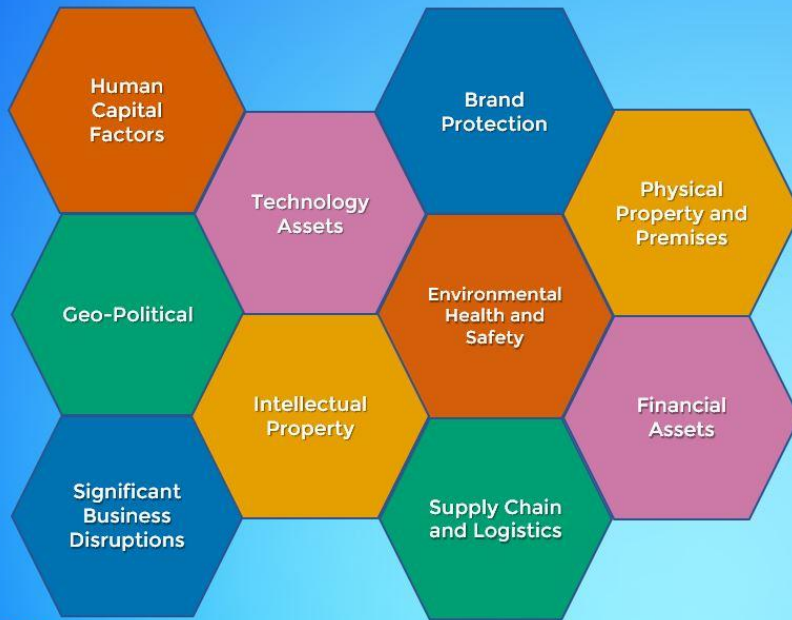 Human
Capital
Factors
Brand
Protection
Technology
Assets
Physical
Property and
Premises
Geo-Political
Environmental
Health and
Safety
Intellectual
Property
Financial
Assets
Significant
Business
Disruptions
Supply Chain
and Logistics